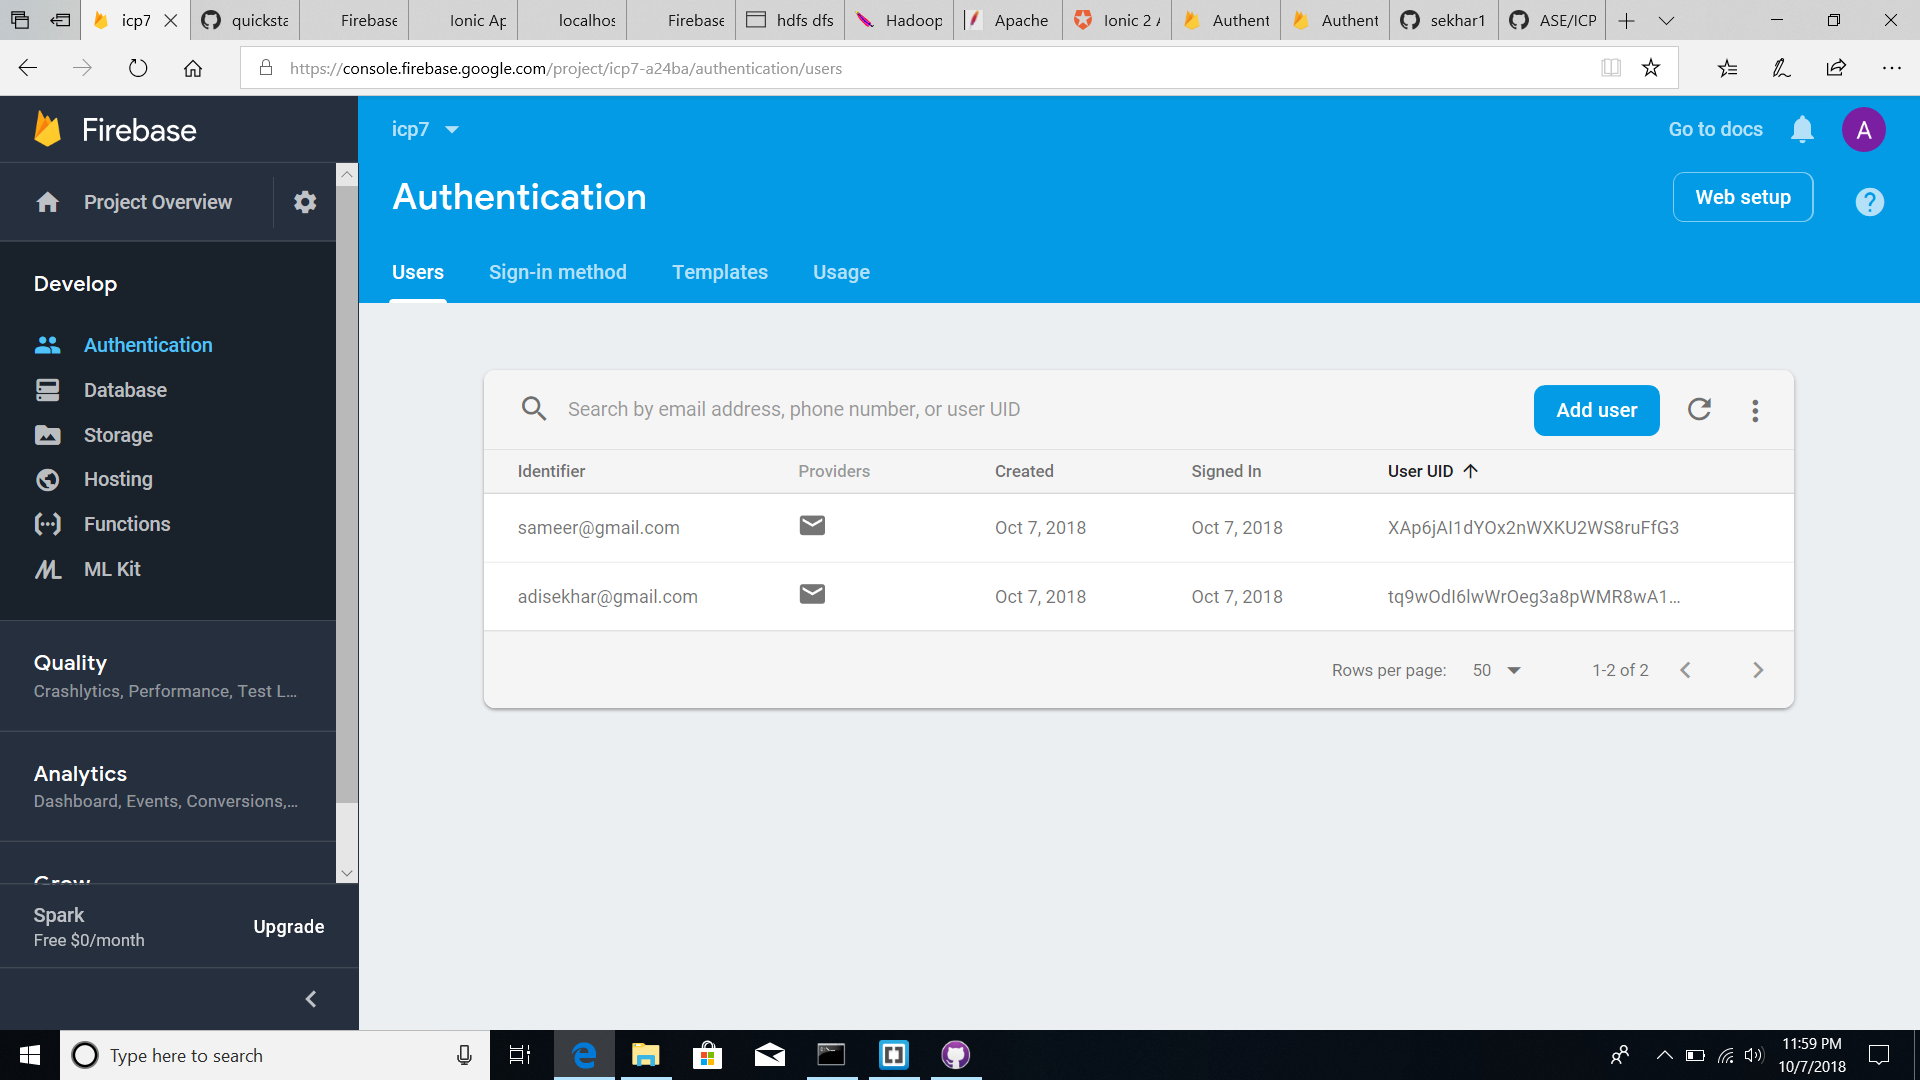 icp7
quicksta
Firebase
Ionic Ap
localhos
Firebase
hdfs dfs
Hadoop
Apache
Ionic 2 A
Authent
Authent
sekhar1
ASE/ICP
https://console.firebase.google.com/project/icp7-a24ba/authentication/users
Firebase
icp7
Go to docs
A
Project Overview
Authentication
Web setup
?
Users
Sign-in method
Templates
Usage
Develop
Authentication
Database
Storage
Hosting
Functions
ML Kit
Search by email address, phone number, or user UID
Add user
Identifier Providers Created Signed In User UID
sameer@gmail.com Oct 7, 2018 Oct 7, 2018 XAp6jAI1dYOx2nWXKU2WS8ruFfG3
adisekhar@gmail.com Oct 7, 2018 Oct 7, 2018 tq9wOdI6lwWrOeg3a8pWMR8wA1...
Rows per page: 50 1-2 of 2
Quality
Crashlytics, Performance, Test L...
Analytics
Dashboard, Events, Conversions,...
Grow
Spark
Free $0/month
Upgrade
Type here to search
11:59 PM
10/7/2018